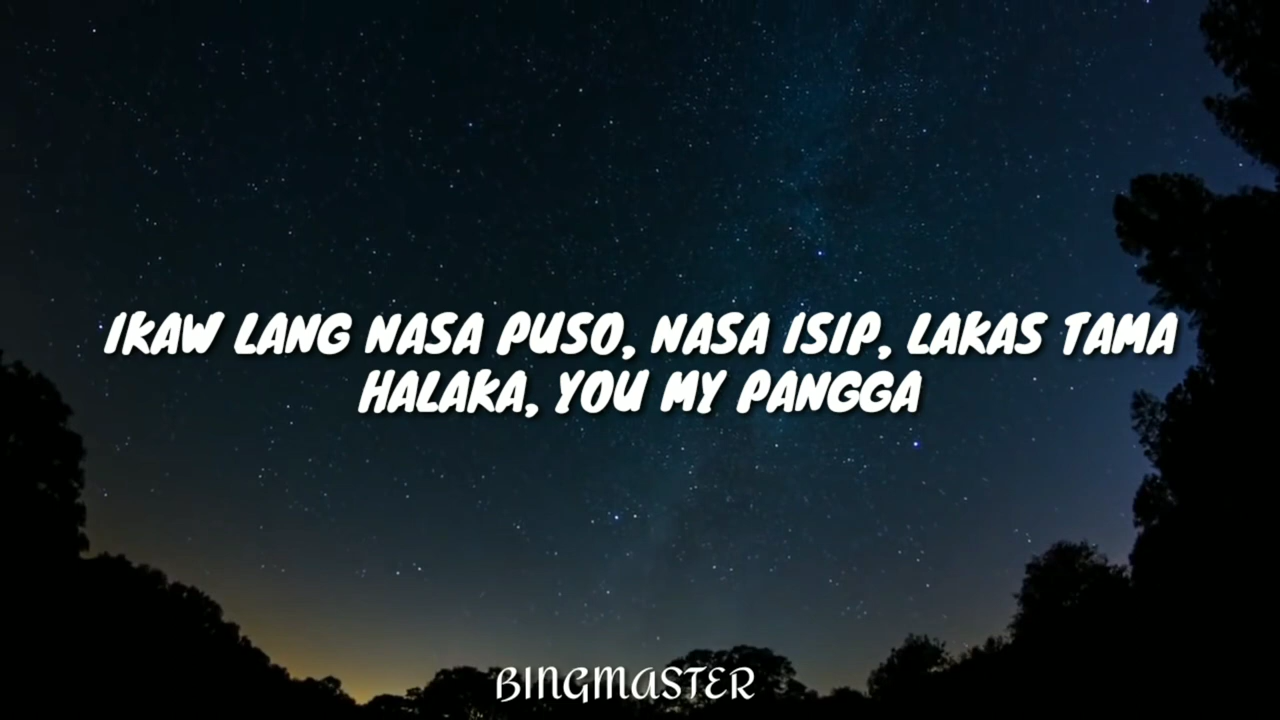 IKAW LANG NASA PUSO, NASA ISIP, LAKAS TAMA
HALAKA, YOU MY PANGGA
BINGMASTER